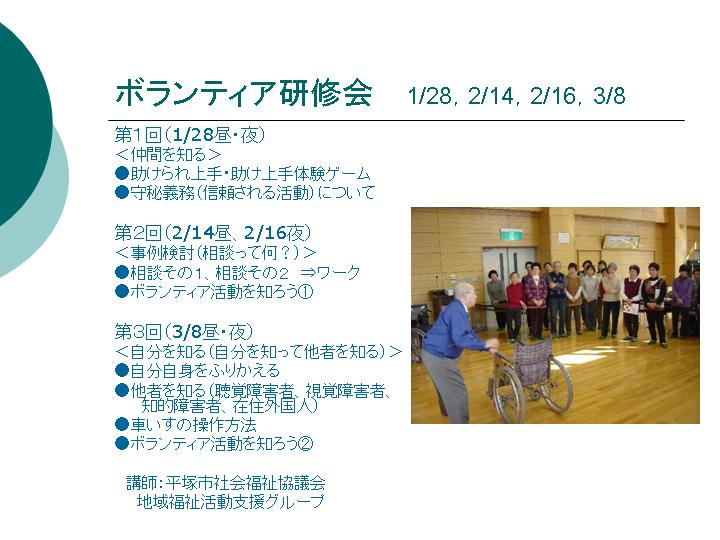 ボランティア研修会　1/28，2/14，2/16，3/8
第１回（1/28昼・夜）
＜仲間を知る＞
●助けられ上手・助け上手体験ゲーム
●守秘義務（信頼される活動）について
第２回（2/14昼、2/16夜）
＜事例検討（相談って何？）＞
●相談その１、相談その２　⇒ワーク
●ボランティア活動を知ろう①
第３回（3/8昼・夜）
＜自分を知る（自分を知って他者を知る）＞
●自分自身をふりかえる
●他者を知る（聴覚障害者、視覚障害者、
知的障害者、在住外国人）
●車いすの操作方法
●ボランティア活動を知ろう②
講師：平塚市社会福祉協議会
地域福祉活動支援グループ